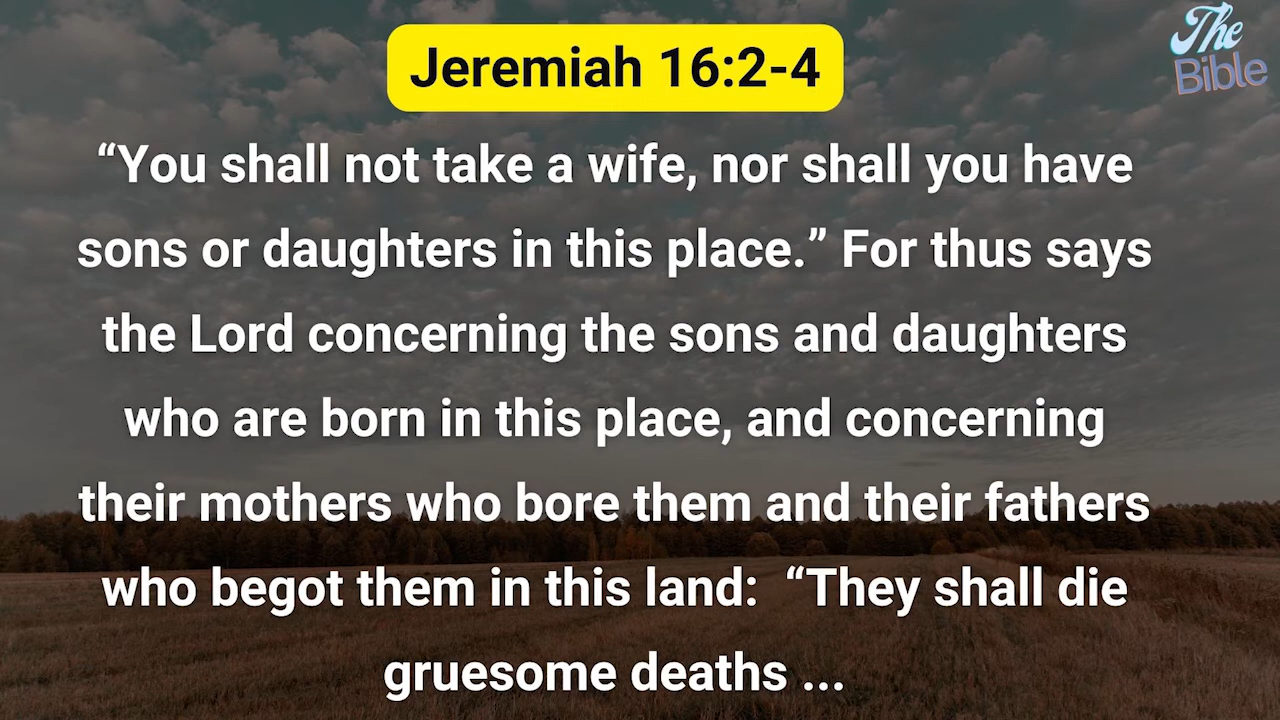 The
Bible
Jeremiah 16:2-4
“You shall not take a wife, nor shall you have
sons or daughters in this place.” For thus says
the Lord concerning the sons and daughters
who are born in this place, and concerning
their mothers who bore them and their fathers
who begot them in this land:  “They shall die
gruesome deaths ...